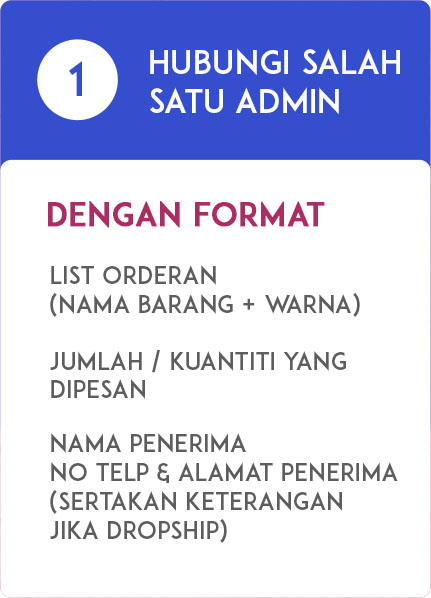 1
HUBUNGI SALAH
SATU ADMIN
DENGAN FORMAT
LIST ORDERAN
(NAMA BARANG + WARNA)
JUMLAH / KUANTITI YANG
DIPESAN
NAMA PENERIMA
NO TELP & ALAMAT PENERIMA
(SERTAKAN KETERANGAN
JIKA DROPSHIP)